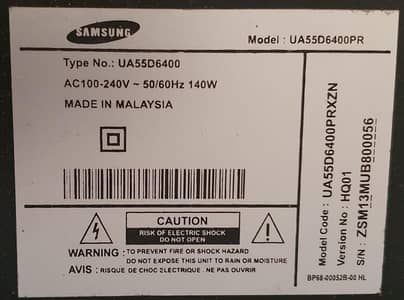 SAMSUNG
Model : UA55D6400PR
Type No.: UA55D6400
AC100-240V ~ 50/60Hz 140W
MADE IN MALAYSIA
CAUTION
RISK OF ELECTRIC SHOCK
DO NOT OPEN
WARNING : TO PREVENT FIRE OR SHOCK HAZARD
DO NOT EXPOSE THIS UNIT TO RAIN OR MOISTURE
AVIS : RISQUE DE CHOC ELECTRIQUE . NE PAS OUVRIR.
Model Code : UA55D6400PRXZN
Version No : HQ01
S/N : ZSM13MUB800056
BP68-00052B-00 HL